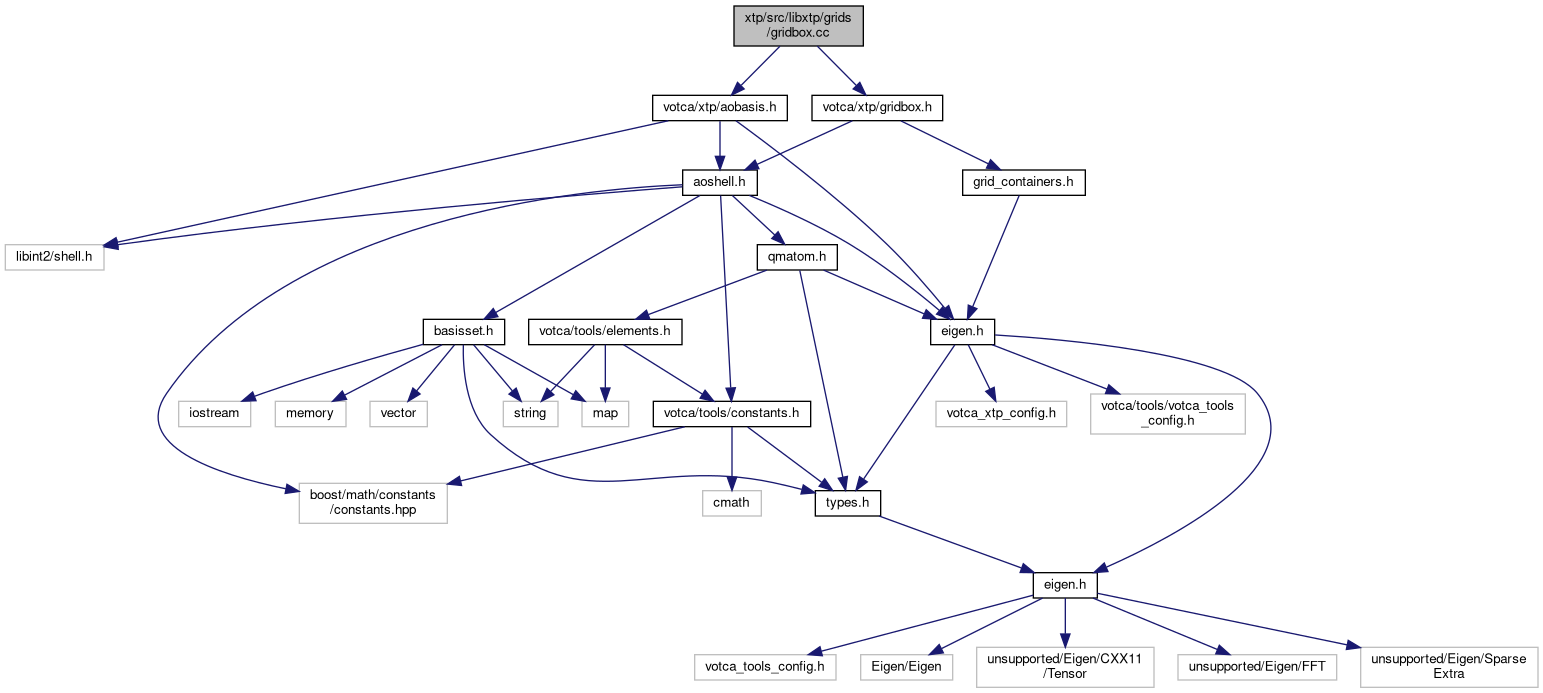 xtp/src/libxtp/grids
/gridbox.cc
votca/xtp/aobasis.h
votca/xtp/gridbox.h
aoshell.h
grid_containers.h
libint2/shell.h
qmatom.h
basisset.h
votca/tools/elements.h
eigen.h
iostream
memory
vector
string
map
votca/tools/constants.h
votca_xtp_config.h
votca/tools/votca_tools
_config.h
boost/math/constants
/constants.hpp
cmath
types.h
eigen.h
votca_tools_config.h
Eigen/Eigen
unsupported/Eigen/CXX11
/Tensor
unsupported/Eigen/FFT
unsupported/Eigen/Sparse
Extra